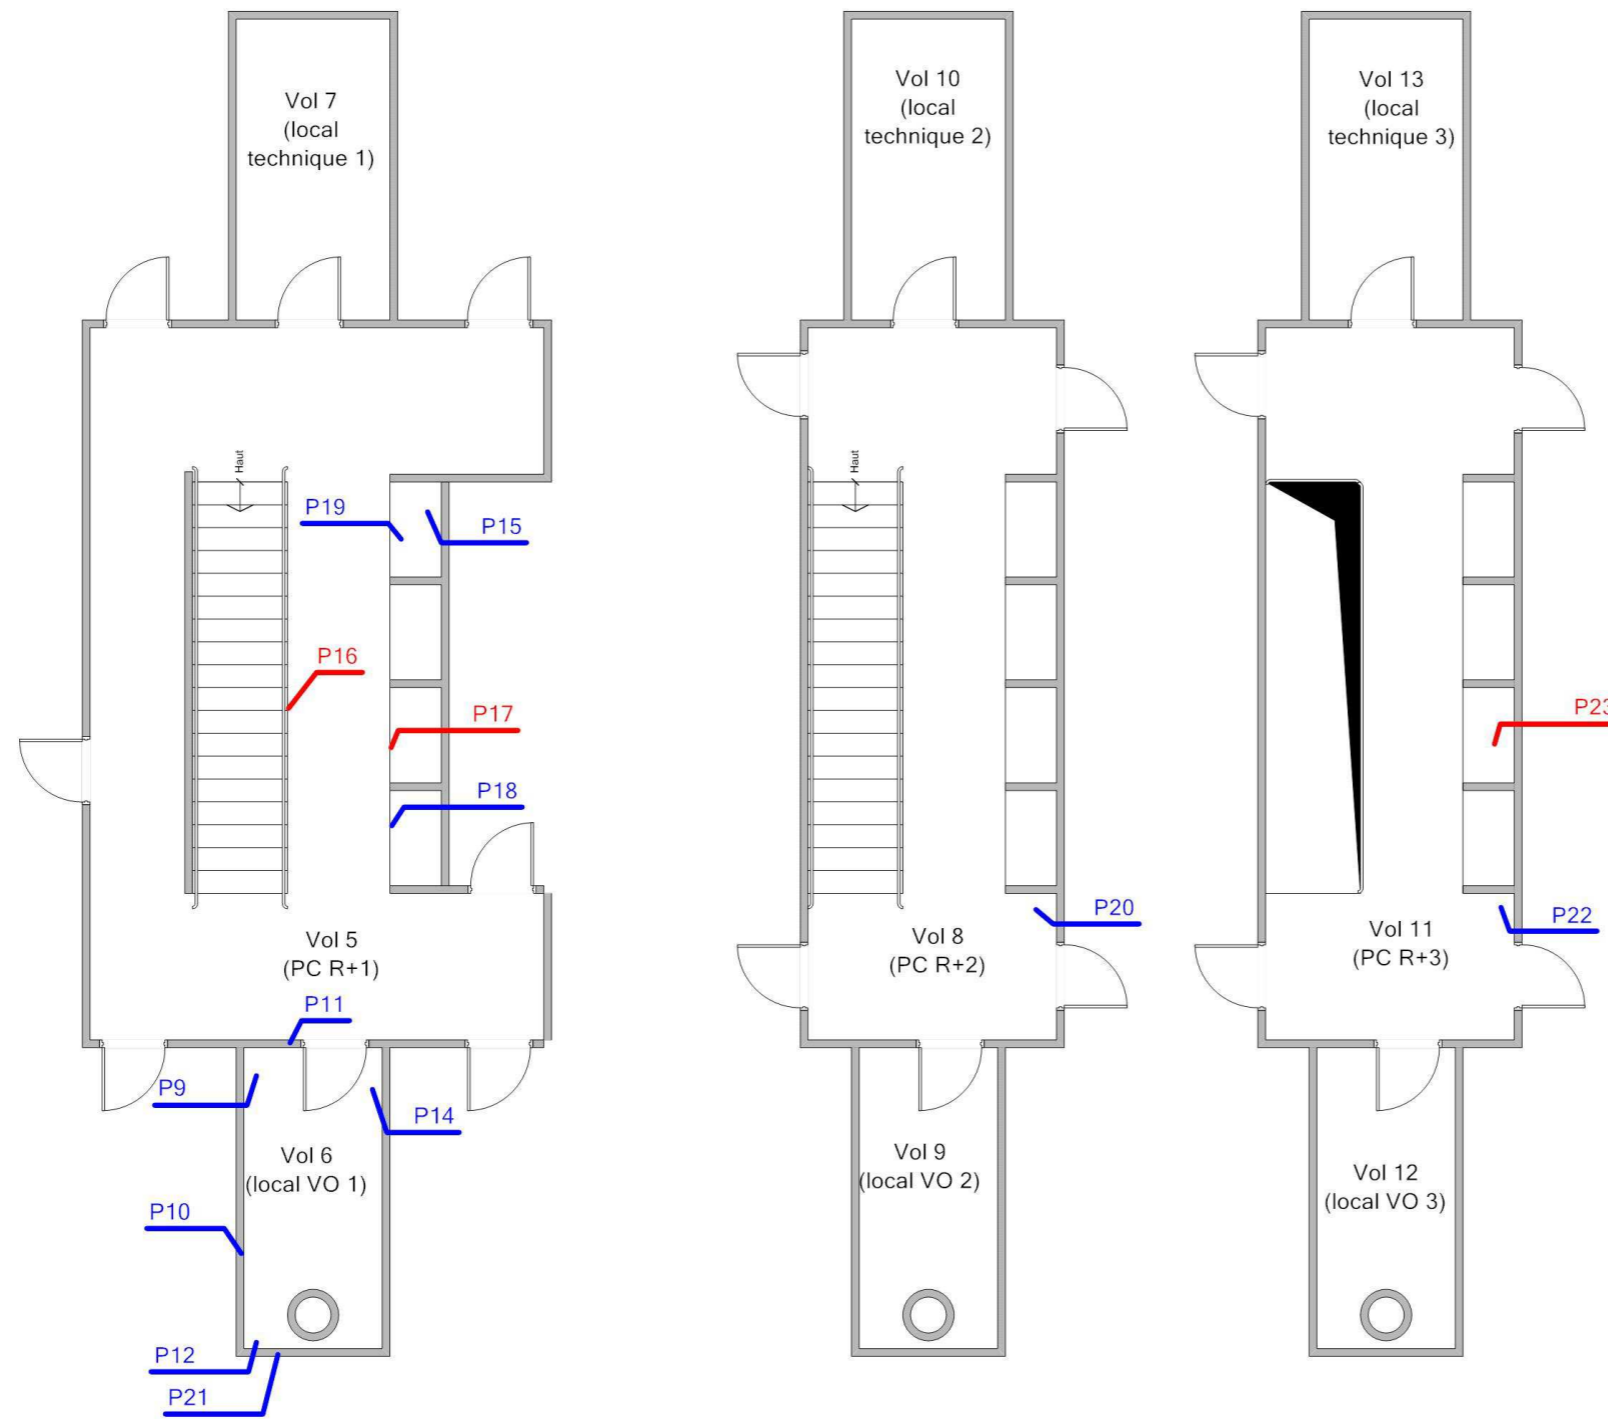 Vol 7
(local
technique 1)
Vol 10
(local
technique 2)
Vol 13
(local
technique 3)
Haut
Haut
P19
P15
P16
P17
P18
P23
P20
P22
Vol 5
(PC R+1)
Vol 8
(PC R+2)
Vol 11
(PC R+3)
P11
P9
P14
Vol 6
(local VO 1)
Vol 9
(local VO 2)
Vol 12
(local VO 3)
P10
P12
P21